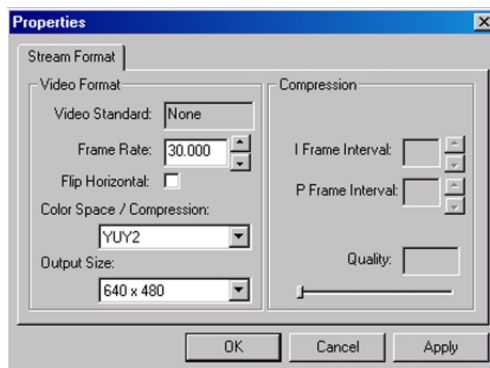 Properties
Stream Format
Video Format
Video Standard: None
Frame Rate: 30.000
Flip Horizontal:
Color Space / Compression:
YUY2
Output Size:
640 x 480
Compression
I Frame Interval:
P Frame Interval:
Quality:
OK Cancel Apply